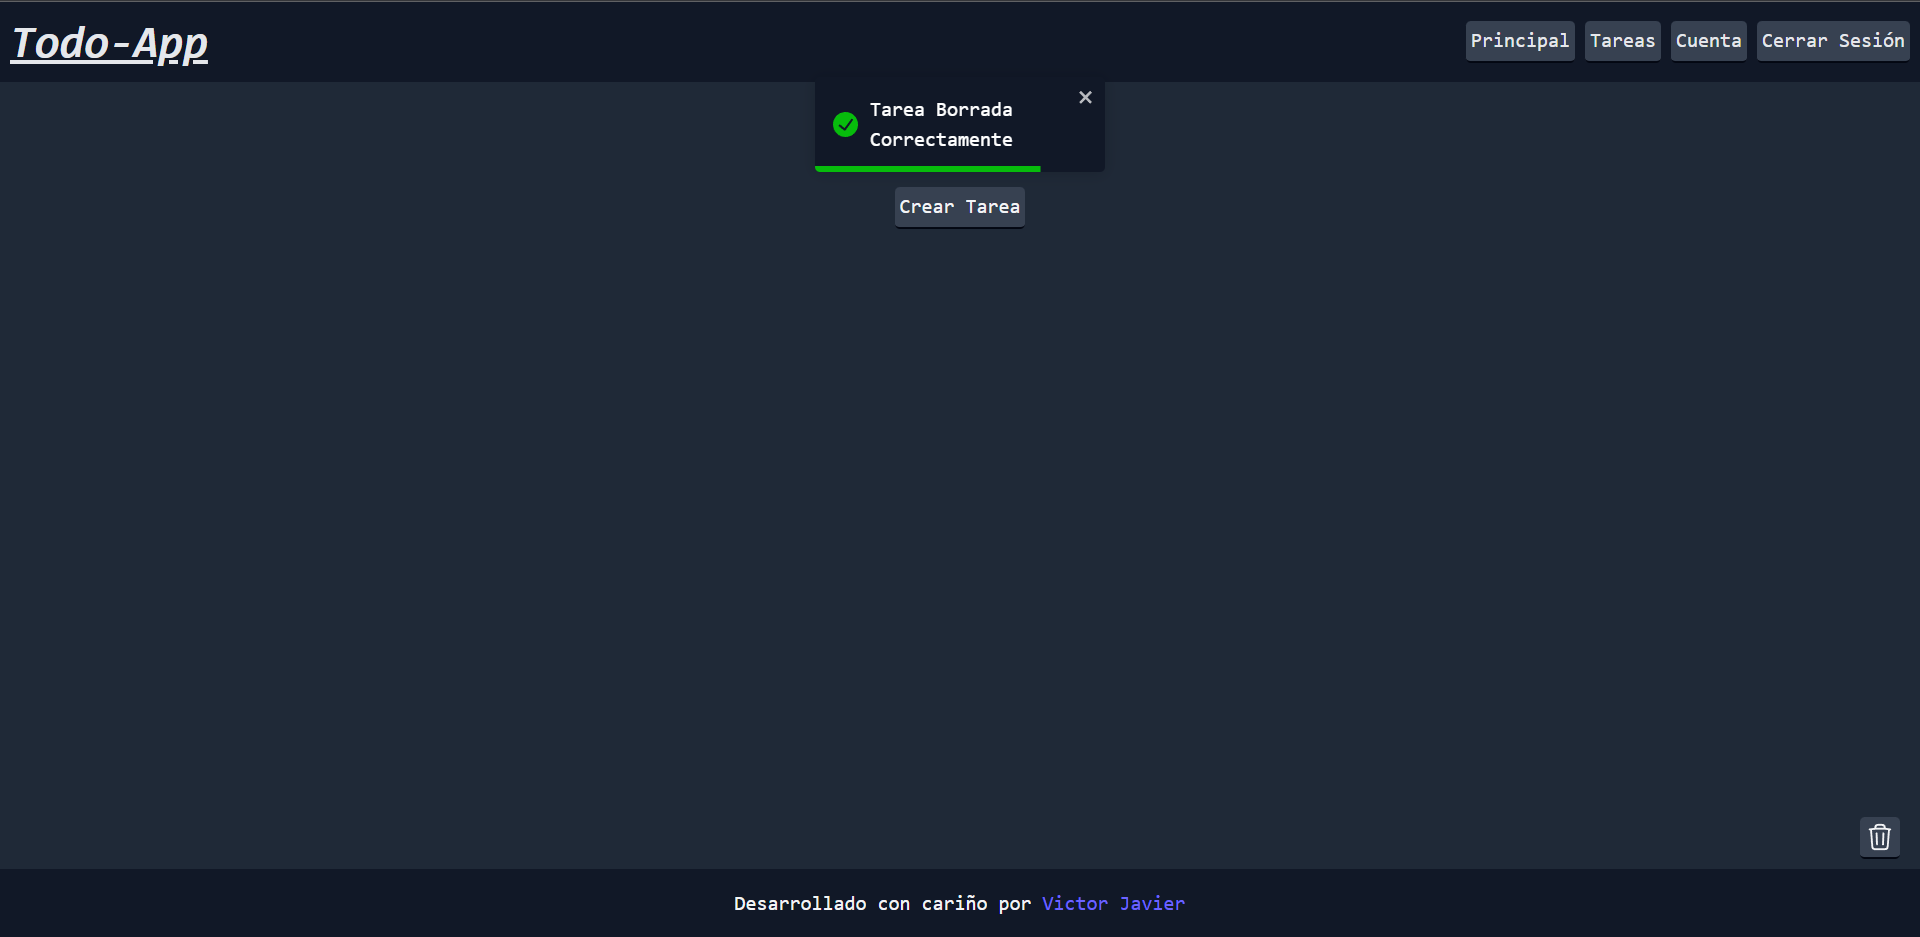 Todo-App
Principal Tareas Cuenta Cerrar Sesión
Tarea Borrada
Correctamente
Crear Tarea
Desarrollado con cariño por Victor Javier